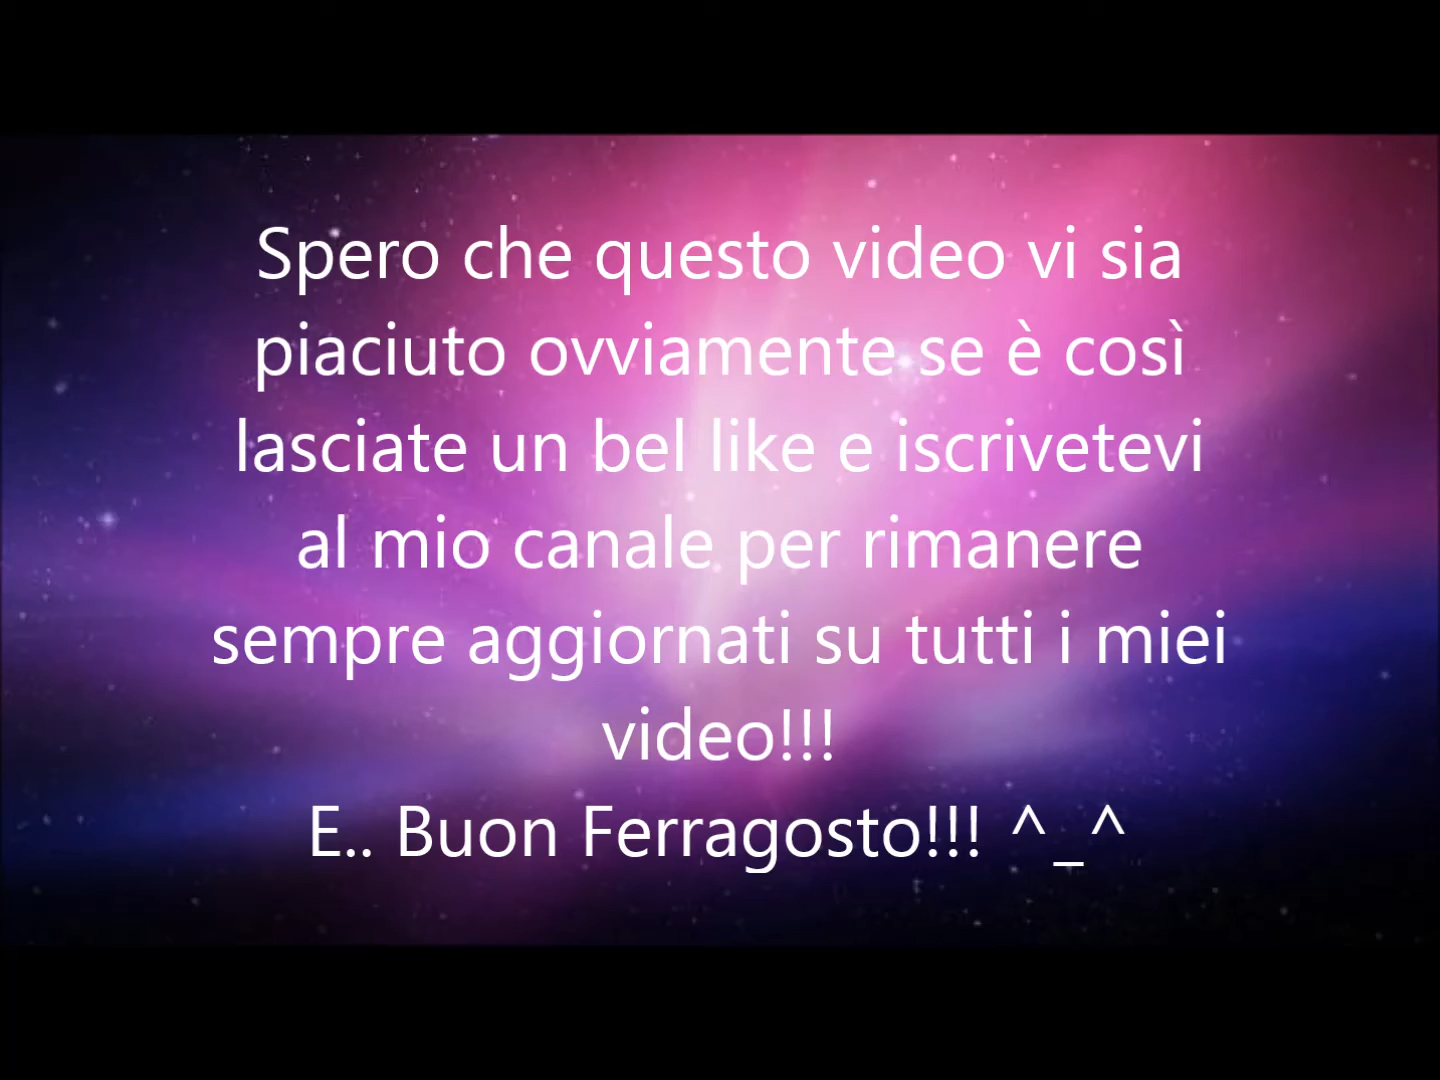 Spero che questo video vi sia
piaciuto ovviamente se è così
lasciate un bel like e iscrivetevi
al mio canale per rimanere
sempre aggiornati su tutti i miei
video!!!
E.. Buon Ferragosto!!! ^_^